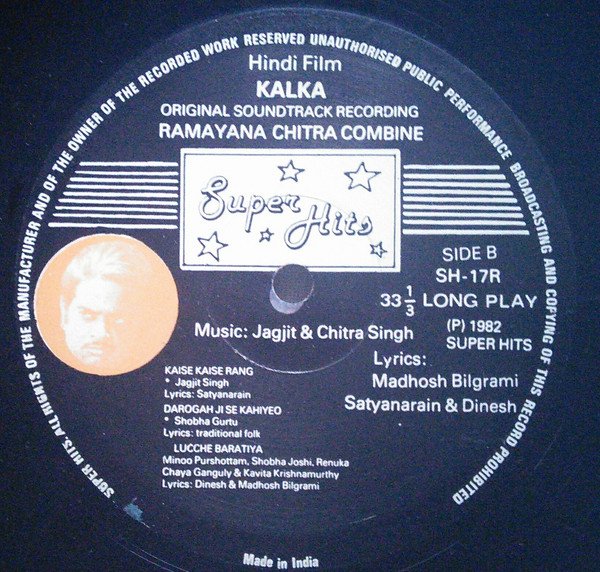 SUPER HITS. ALL RIGHTS OF THE MANUFACTURER AND OF THE OWNER OF THE RECORDED WORK RESERVED UNAUTHORISED PUBLIC PERFORMANCE BROADCASTING AND COPYING OF THIS RECORD PROHIBITED
Hindi Film
KALKA
ORIGINAL SOUNDTRACK RECORDING
RAMAYANA CHITRA COMBINE
Super Hits
SIDE B
SH-17R
33 1/3 LONG PLAY
(P) 1982
SUPER HITS
Music: Jagjit & Chitra Singh
Lyrics:
Madhosh Bilgrami
Satyanarain & Dinesh
KAISE KAISE RANG
* Jagjit Singh
Lyrics: Satyanarain
DAROGAH JI SE KAHIYEO
* Shobha Gurtu
Lyrics: traditional folk
LUCCHE BARATIYA
Minoo Purshottam, Shobha Joshi, Renuka
Chaya Ganguly & Kavita Krishnamurthy
Lyrics: Dinesh & Madhosh Bilgrami
Made in India